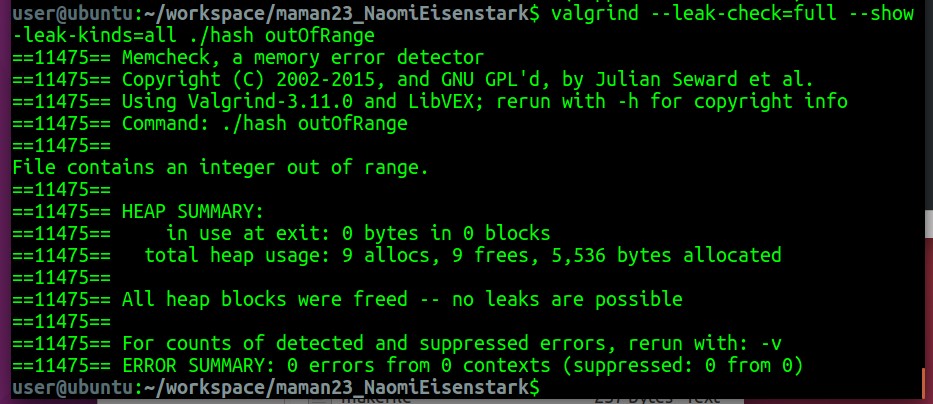 user@ubuntu:~/workspace/maman23_NaomiEisenstark$ valgrind --leak-check=full --show
-leak-kinds=all ./hash outOfRange
==11475== Memcheck, a memory error detector
==11475== Copyright (C) 2002-2015, and GNU GPL'd, by Julian Seward et al.
==11475== Using Valgrind-3.11.0 and LibVEX; rerun with -h for copyright info
==11475== Command: ./hash outOfRange
==11475==
File contains an integer out of range.
==11475==
==11475== HEAP SUMMARY:
==11475==     in use at exit: 0 bytes in 0 blocks
==11475==   total heap usage: 9 allocs, 9 frees, 5,536 bytes allocated
==11475==
==11475== All heap blocks were freed -- no leaks are possible
==11475==
==11475== For counts of detected and suppressed errors, rerun with: -v
==11475== ERROR SUMMARY: 0 errors from 0 contexts (suppressed: 0 from 0)
user@ubuntu:~/workspace/maman23_NaomiEisenstark$